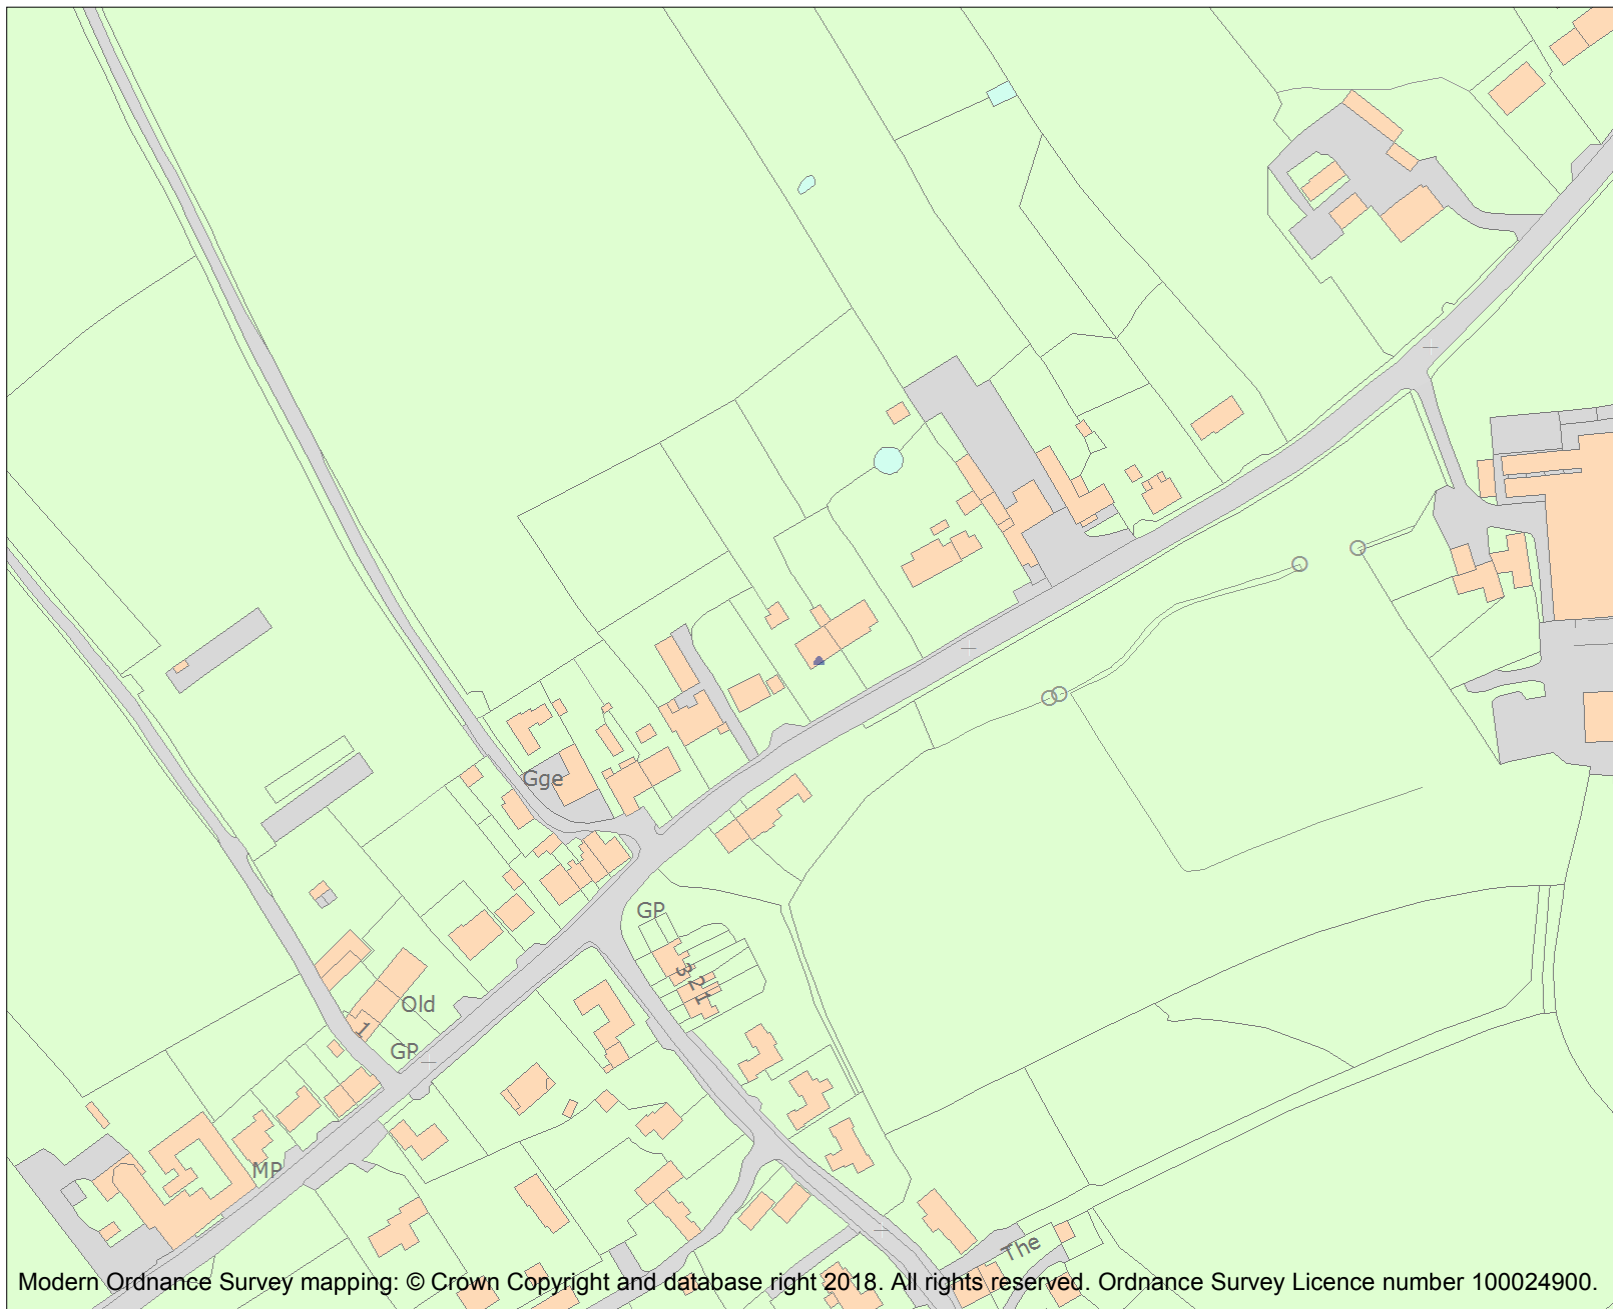 Gge
GP
3
2
1
Old
1
GP
MP
The
Modern Ordnance Survey mapping: © Crown Copyright and database right 2018. All rights reserved. Ordnance Survey Licence number 100024900.